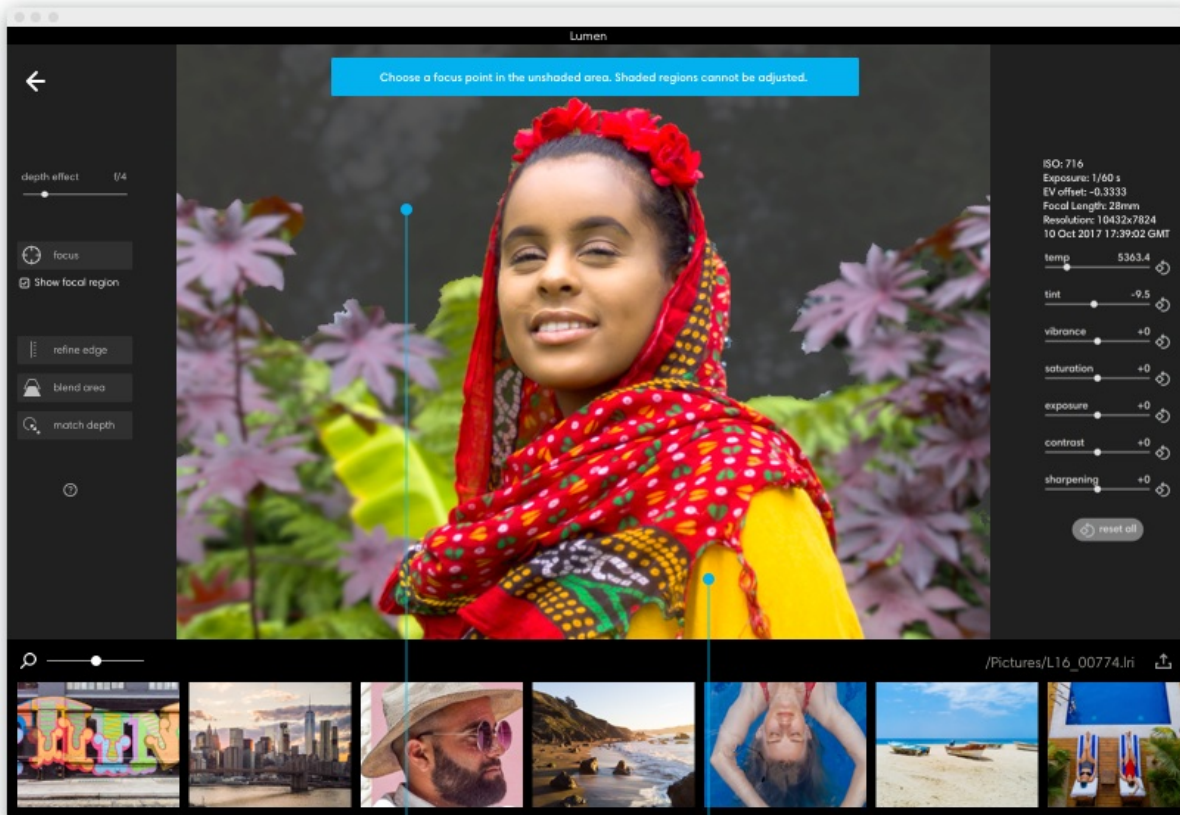 Lumen
Choose a focus point in the unshaded area. Shaded regions cannot be adjusted.
depth effect f/4
focus
Show focal region
refine edge
blend area
match depth
?
ISO: 716
Exposure: 1/60 s
EV offset: -0.3333
Focal Length: 28mm
Resolution: 10432x7824
10 Oct 2017 17:39:02 GMT
temp 5363.4
tint -9.5
vibrance +0
saturation +0
exposure +0
contrast +0
sharpening +0
reset all
/Pictures/L16_00774.lri